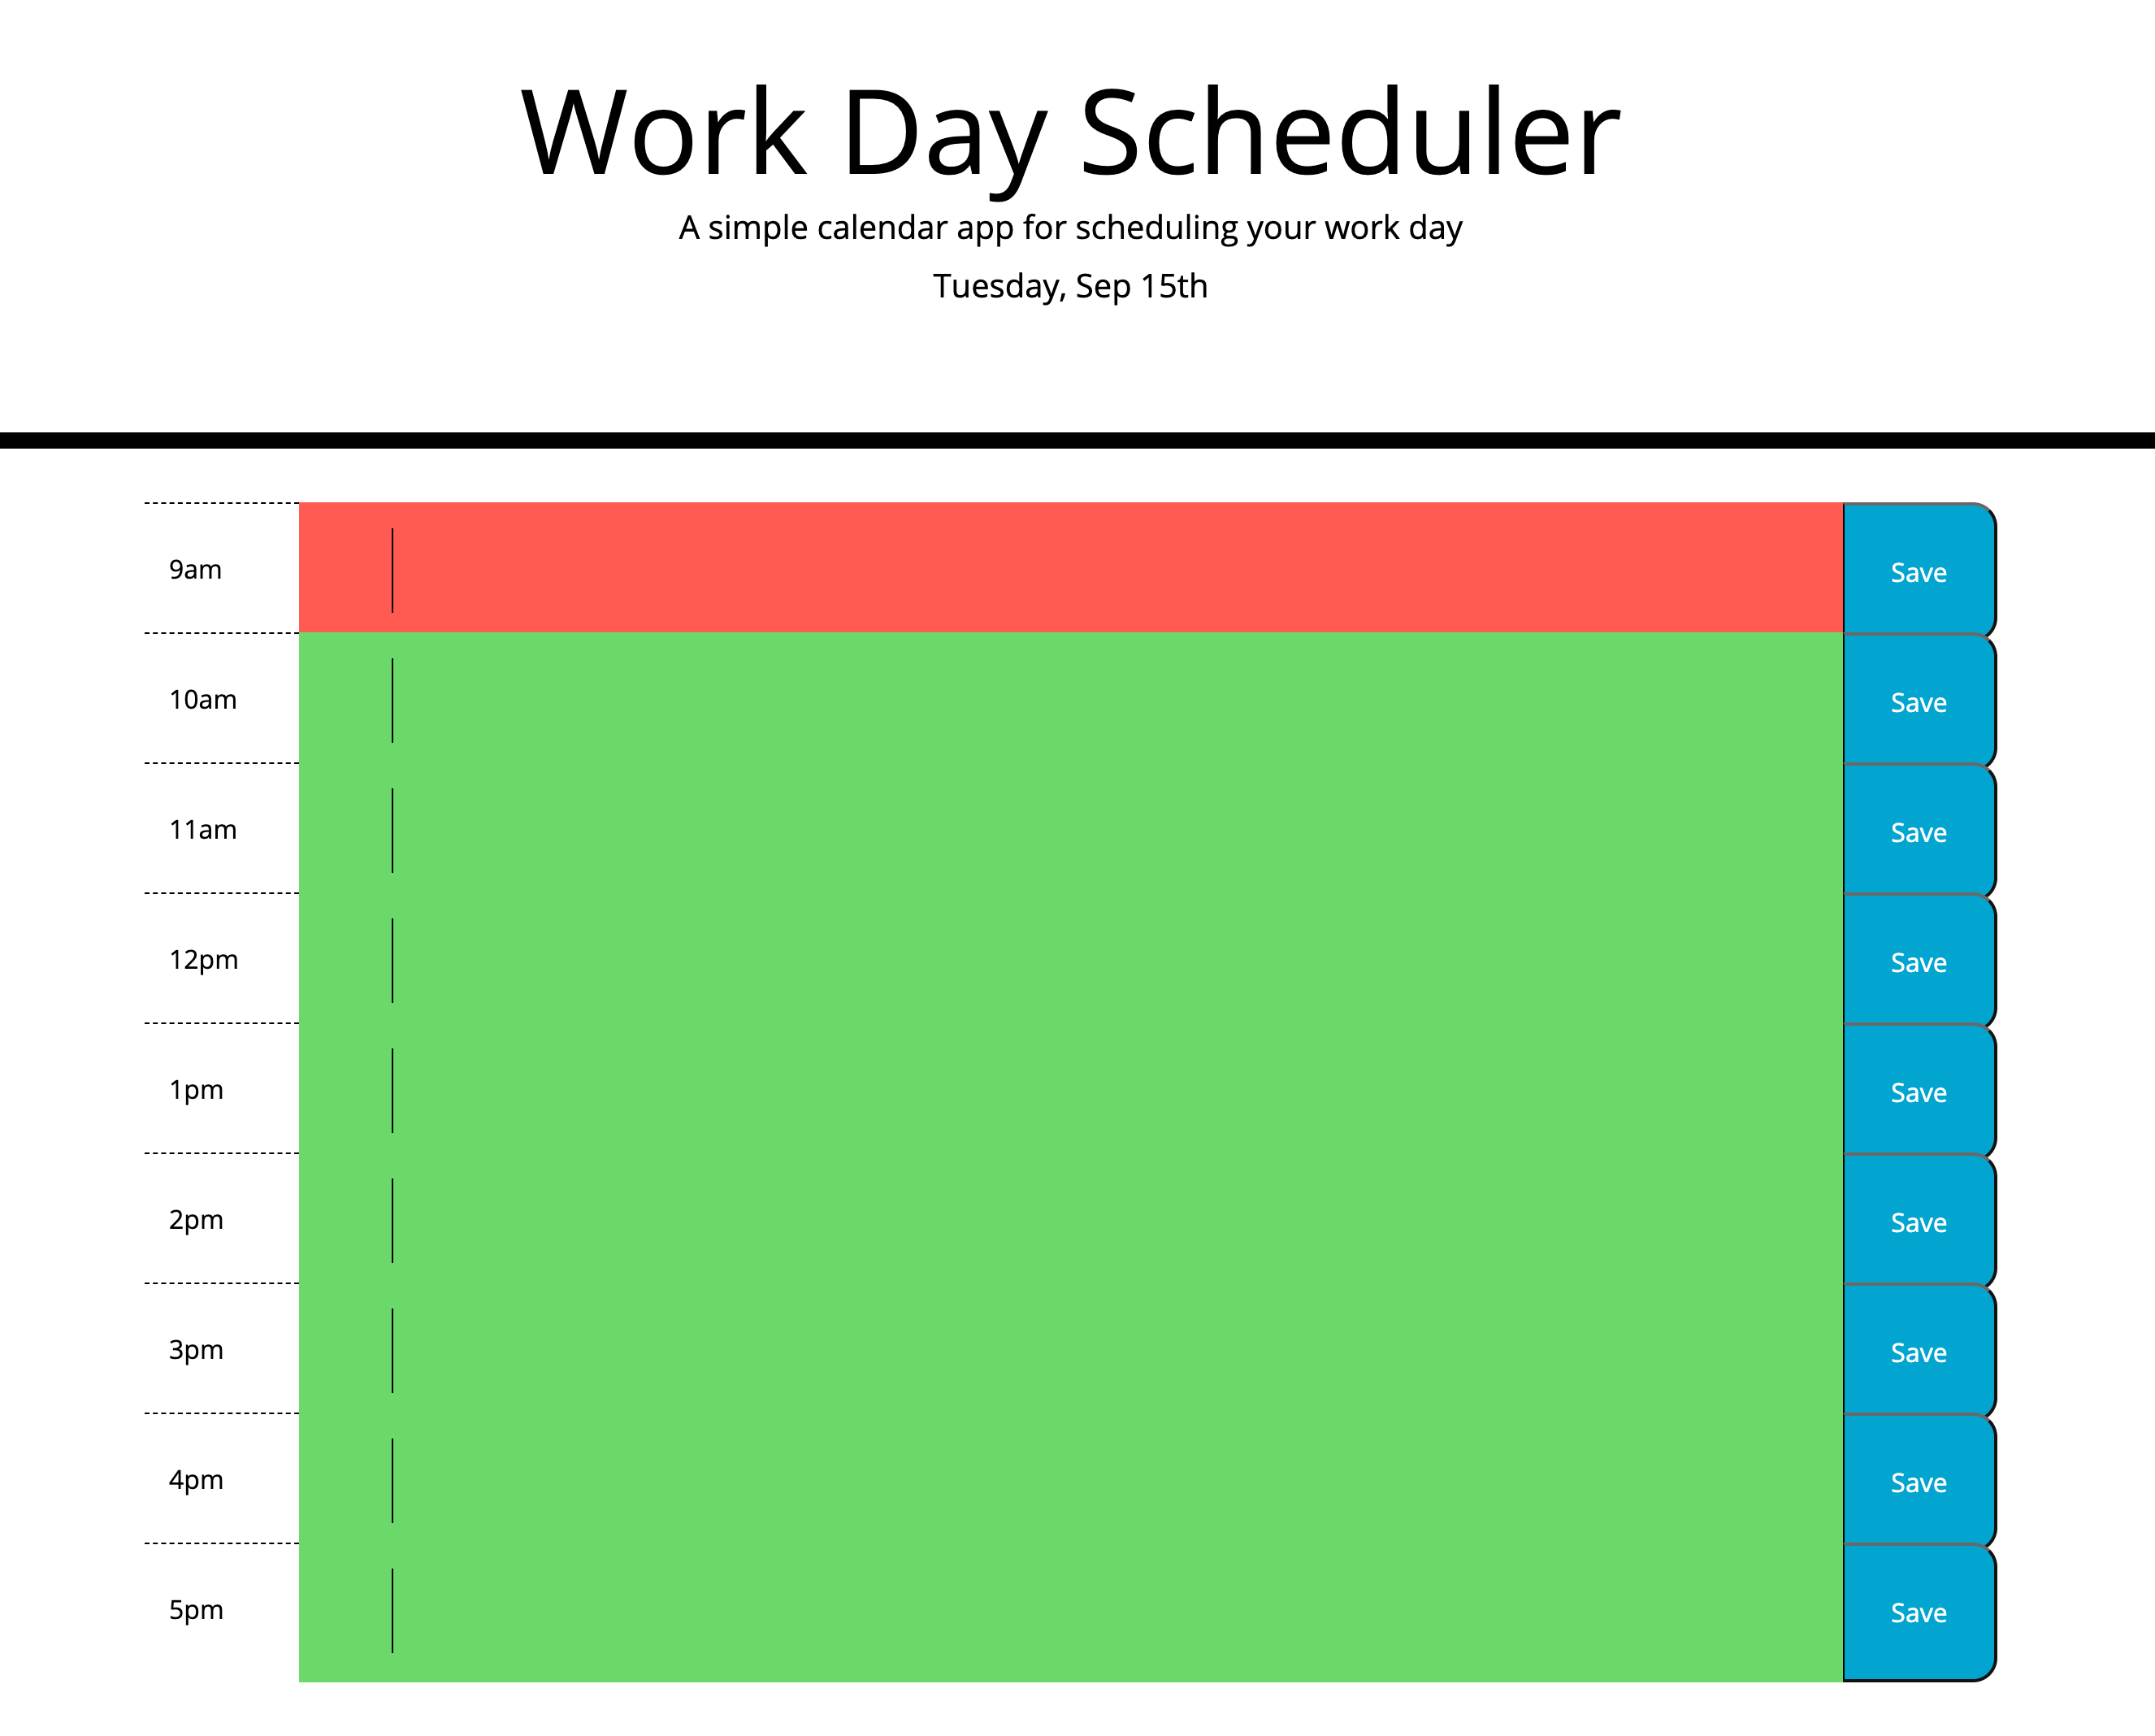 Work Day Scheduler
A simple calendar app for scheduling your work day
Tuesday, Sep 15th
9am Save
10am Save
11am Save
12pm Save
1pm Save
2pm Save
3pm Save
4pm Save
5pm Save